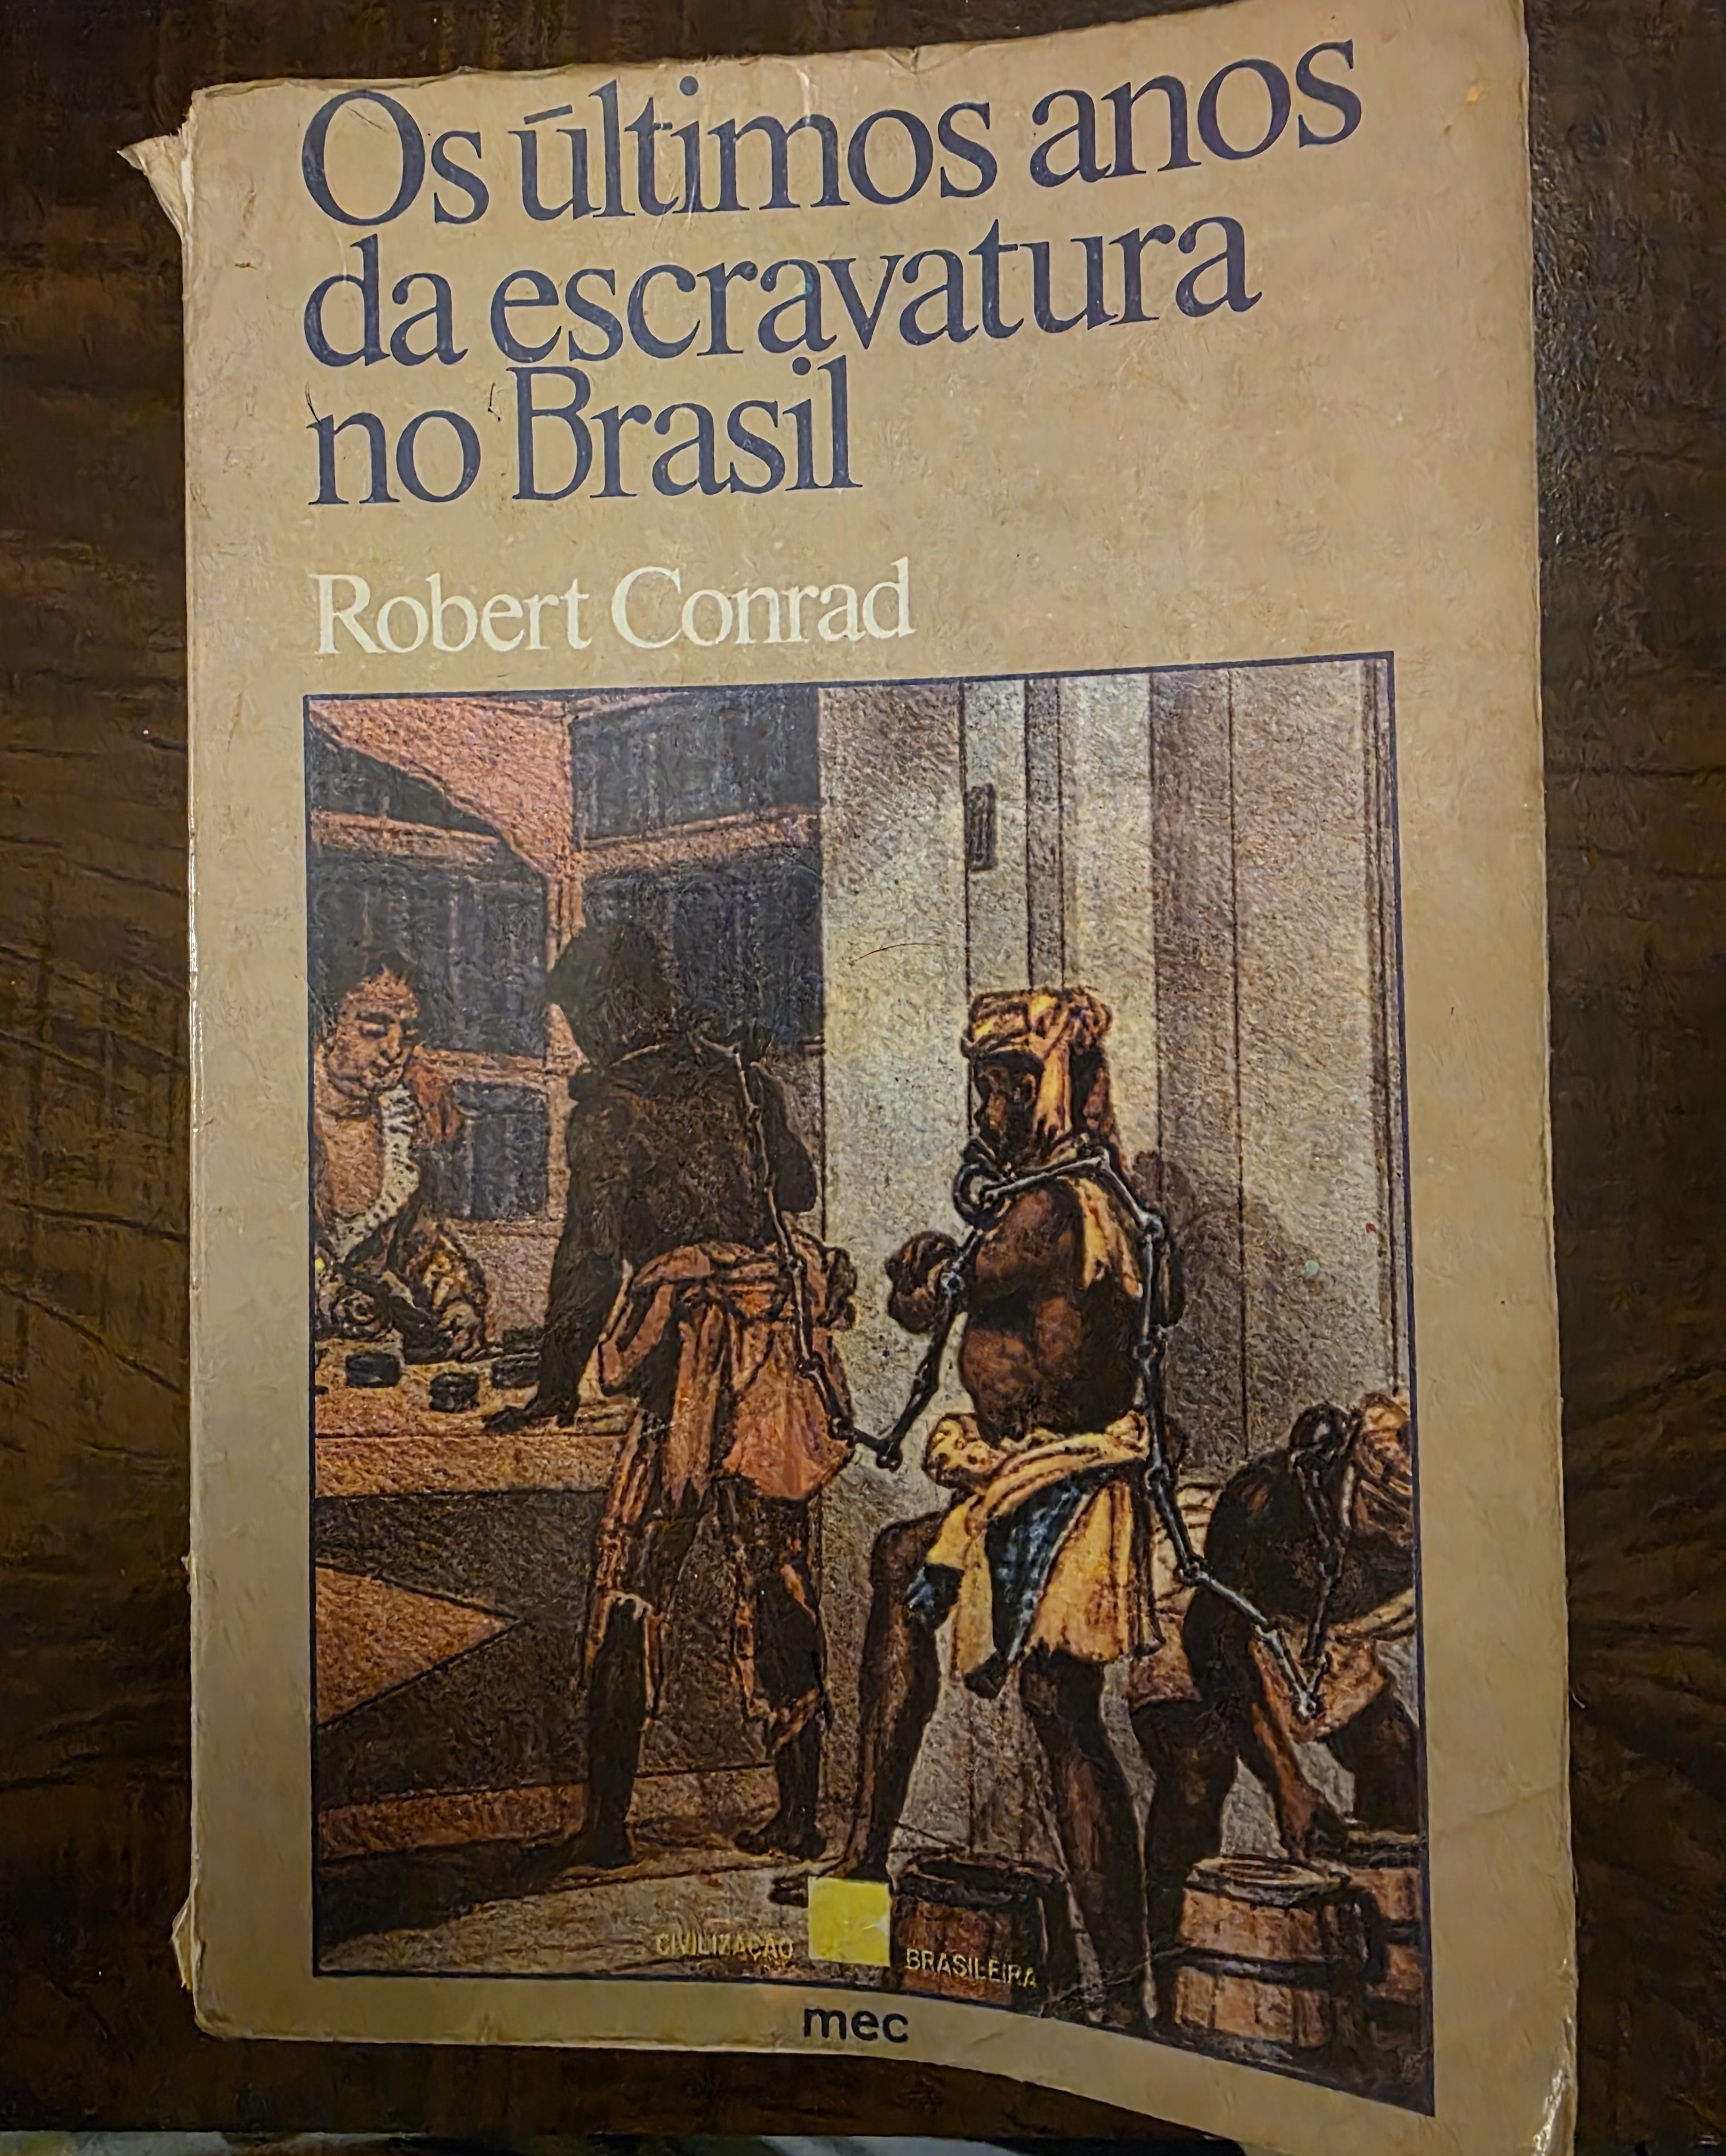 Os últimos anos
da escravatura
no Brasil
Robert Conrad
CIVILIZAÇÃO BRASILEIRA
mec